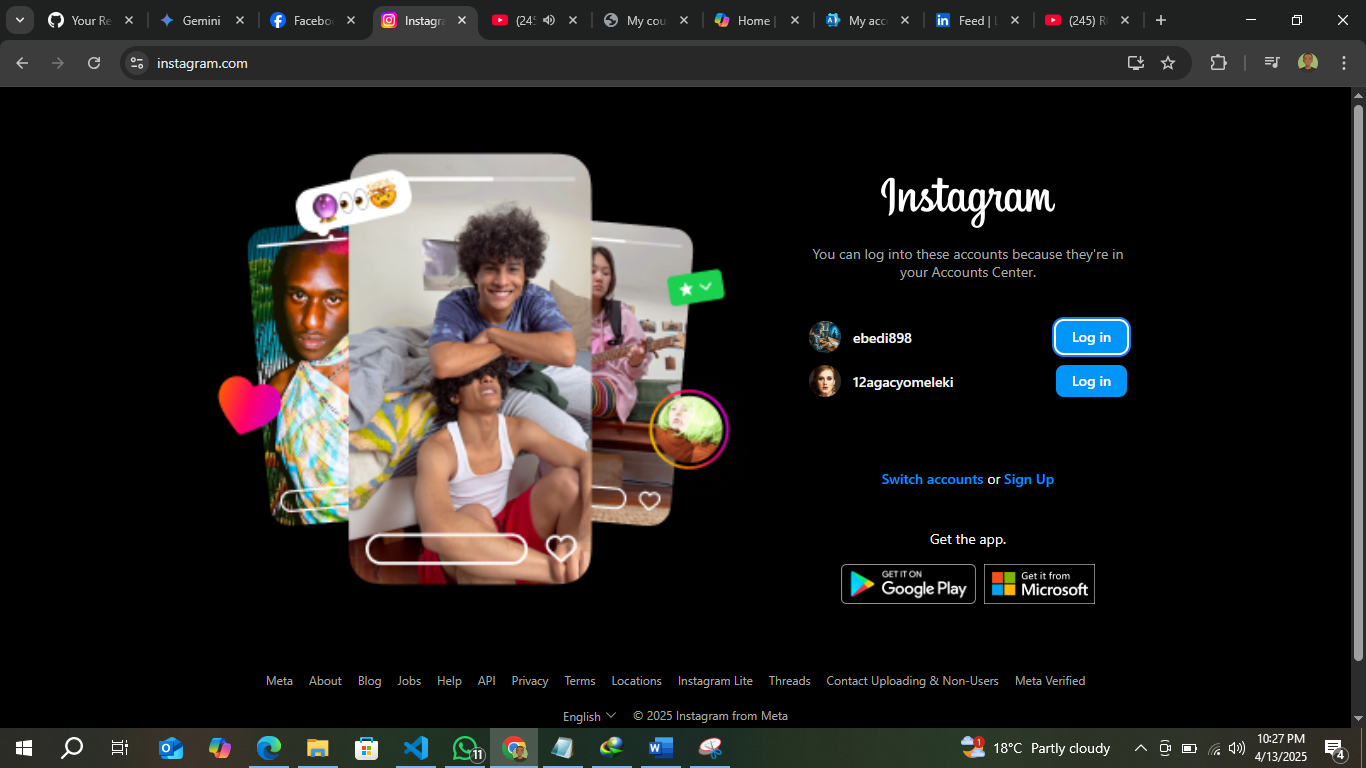 Your Re
Gemini
Facebo
Instagra
(245
My cou
Home |
My acc
Feed | L
(245) R
instagram.com
Instagram
You can log into these accounts because they're in
your Accounts Center.
ebedi898
Log in
12agacyomeleki
Log in
Switch accounts or Sign Up
Get the app.
GET IT ON
Google Play
Get it from
Microsoft
Meta About Blog Jobs Help API Privacy Terms Locations Instagram Lite Threads Contact Uploading & Non-Users Meta Verified
English © 2025 Instagram from Meta
11
1
18°C Partly cloudy
10:27 PM
4/13/2025
4